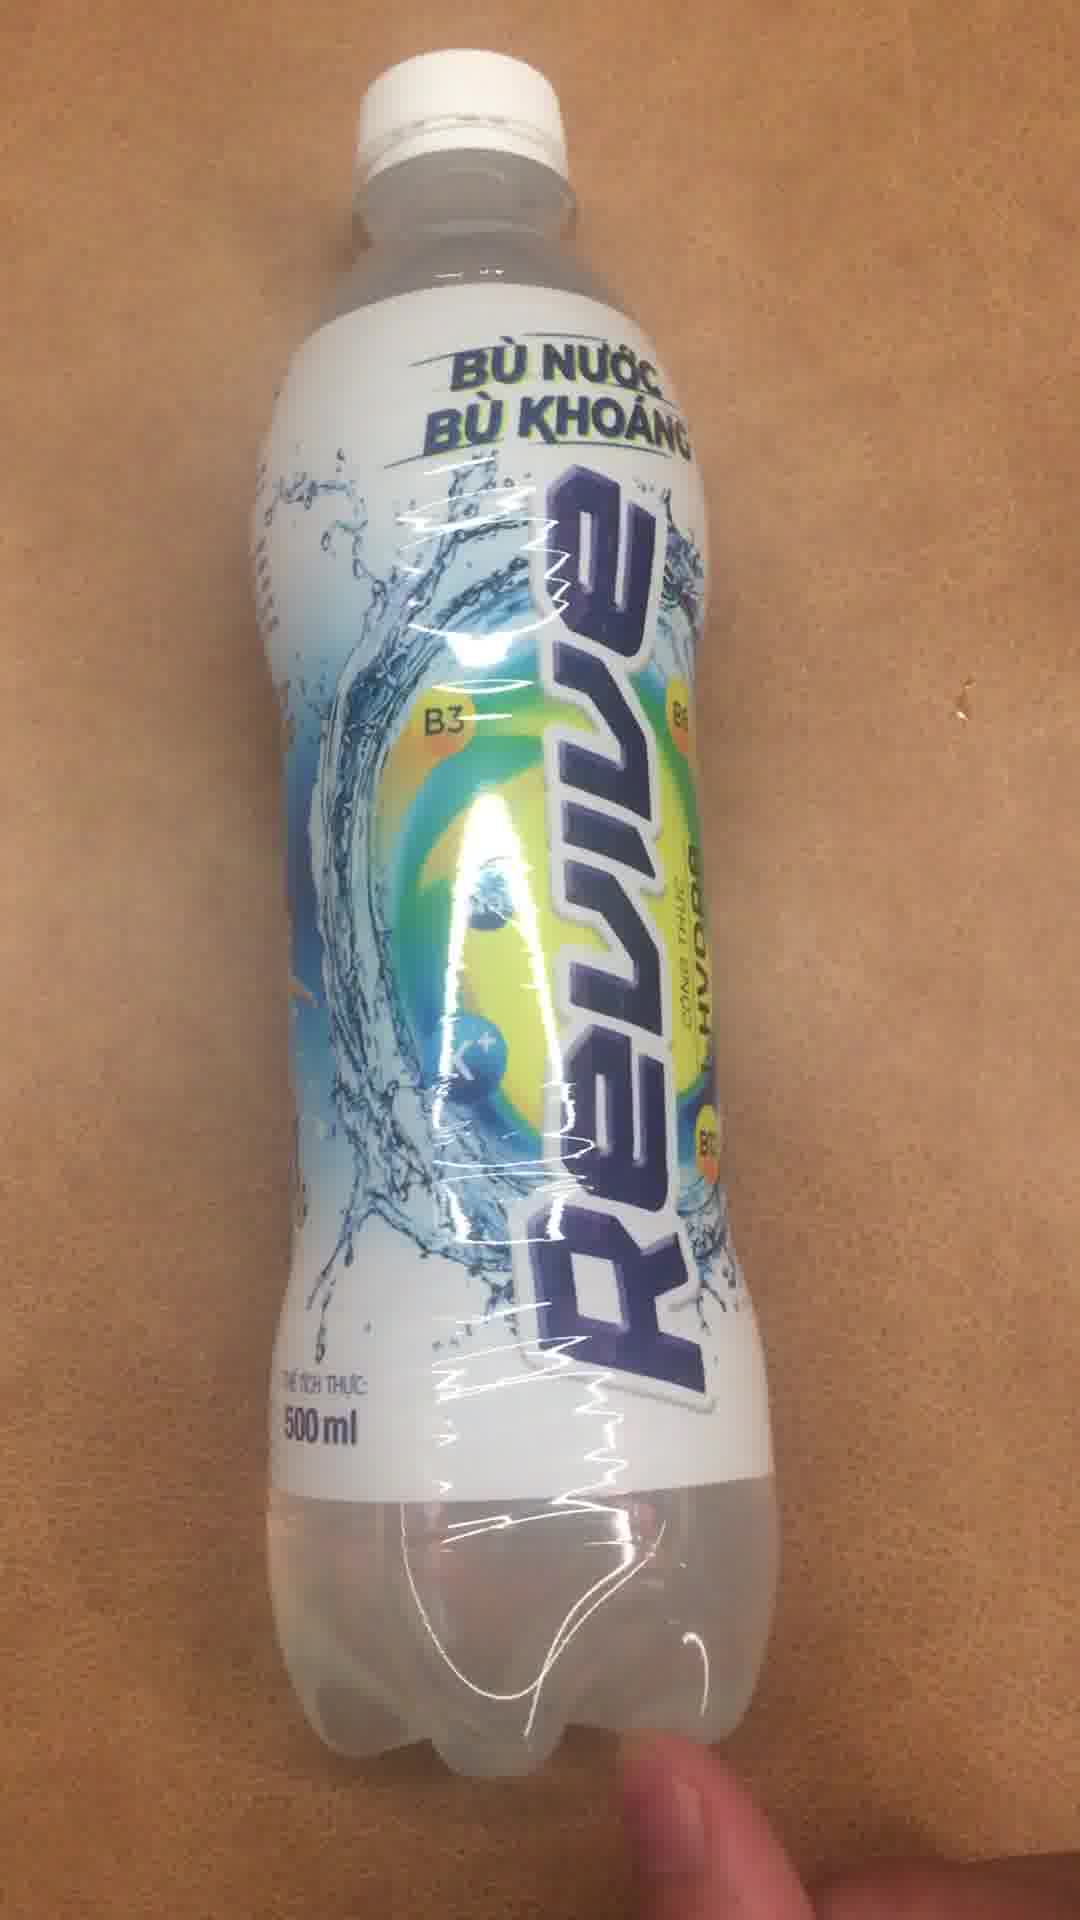 BÙ NƯỚC
BÙ KHOÁNG
Revive
B3
CÔNG THỨC
HYDRA
K+
THỂ TÍCH THỰC:
500 ml